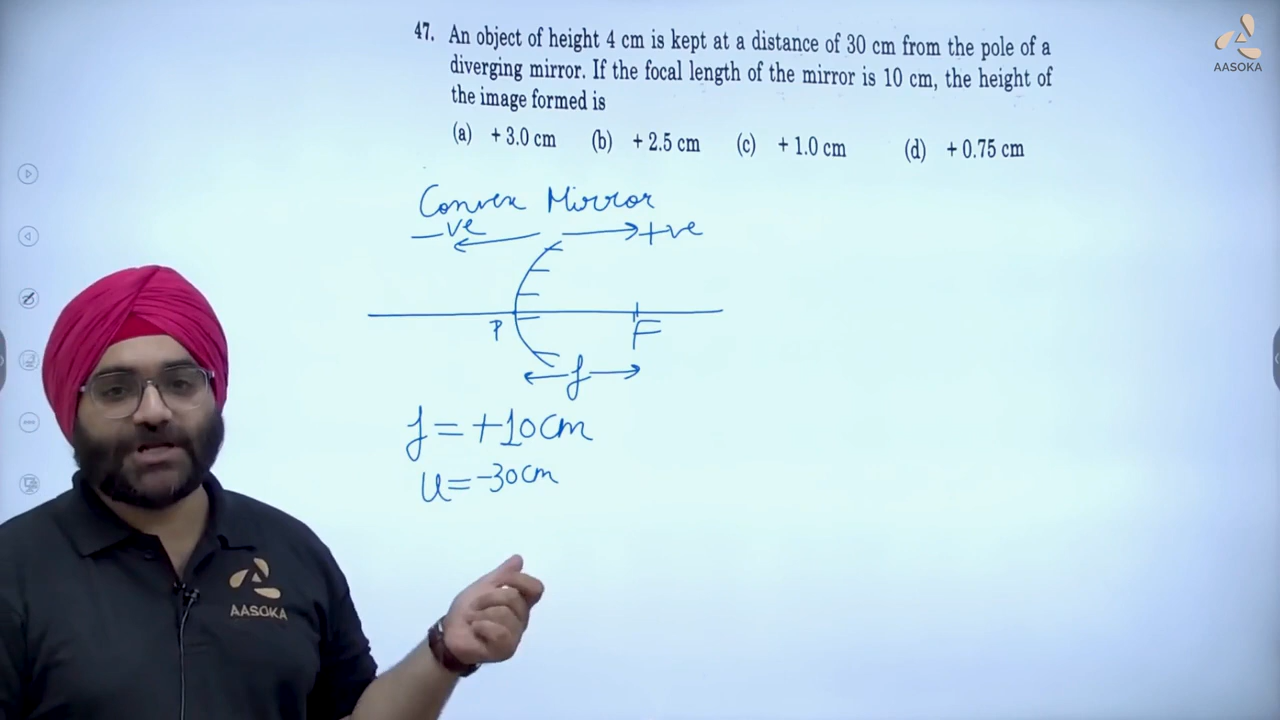 AASOKA
47. An object of height 4 cm is kept at a distance of 30 cm from the pole of a
diverging mirror. If the focal length of the mirror is 10 cm, the height of
the image formed is
(a) + 3.0 cm (b) + 2.5 cm (c) + 1.0 cm (d) + 0.75 cm
Convex Mirror
-ve +ve
P F
f
f = +10cm
u = -30cm
AASOKA